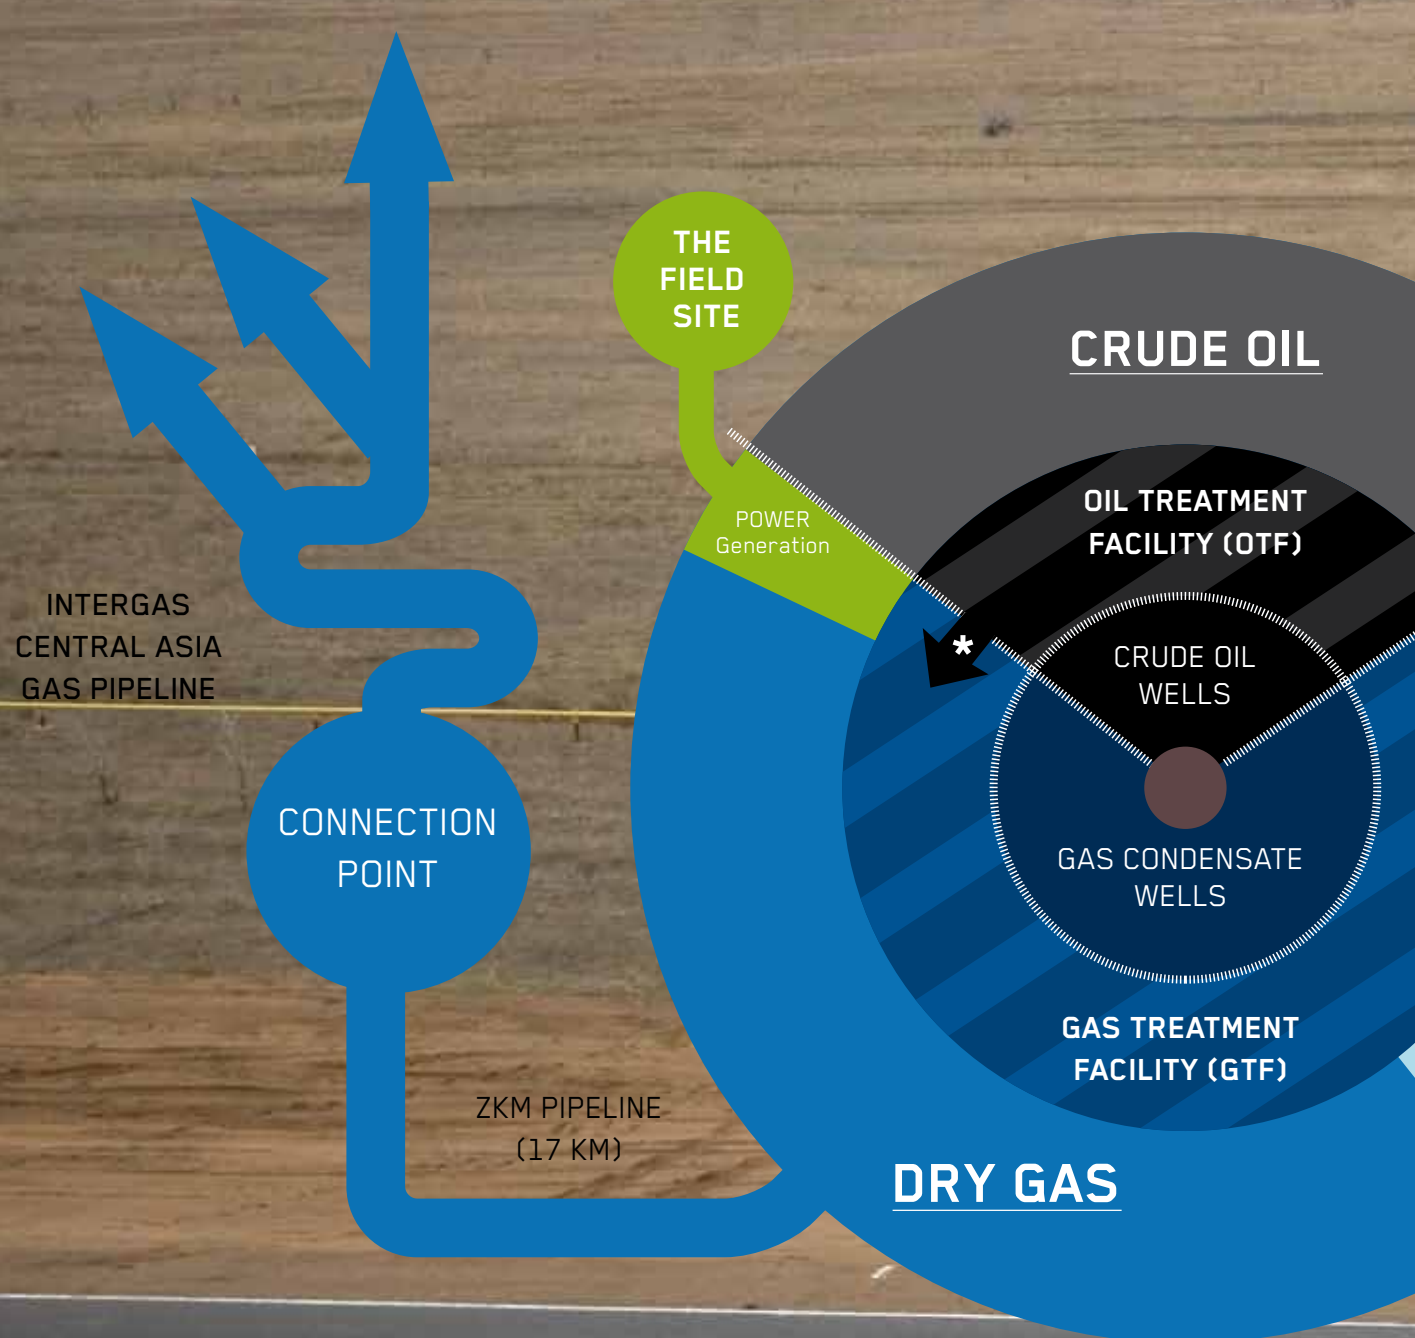 THE
FIELD
SITE
CRUDE OIL
OIL TREATMENT
FACILITY (OTF)
POWER
Generation
INTERGAS
CENTRAL ASIA
GAS PIPELINE
*
CRUDE OIL
WELLS
CONNECTION
POINT
GAS CONDENSATE
WELLS
GAS TREATMENT
FACILITY (GTF)
ZKM PIPELINE
(17 KM)
DRY GAS